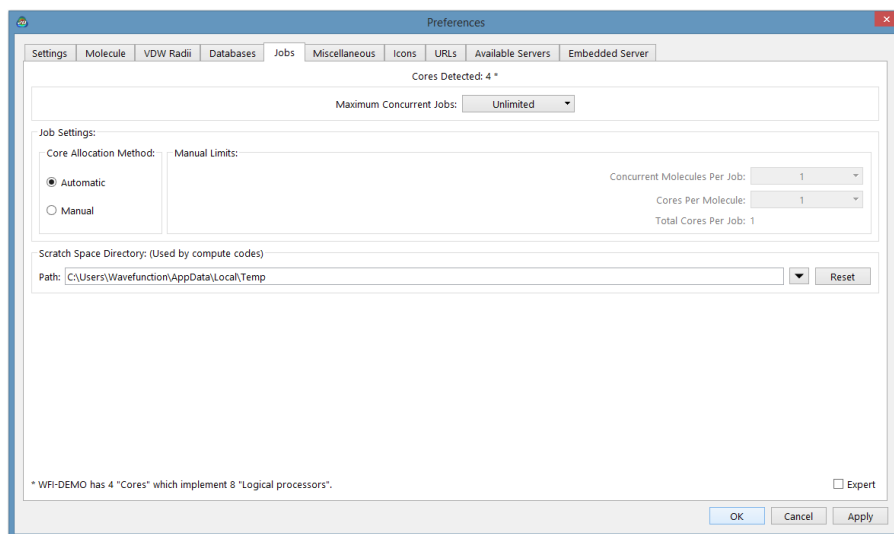 Preferences
Settings Molecule VDW Radii Databases Jobs Miscellaneous Icons URLs Available Servers Embedded Server
Cores Detected: 4 *
Maximum Concurrent Jobs: Unlimited
Job Settings:
Core Allocation Method: Manual Limits:
Automatic
Concurrent Molecules Per Job: 1
Cores Per Molecule: 1
Manual
Total Cores Per Job: 1
Scratch Space Directory: (Used by compute codes)
Path: C:\Users\Wavefunction\AppData\Local\Temp Reset
* WFI-DEMO has 4 "Cores" which implement 8 "Logical processors". Expert
OK Cancel Apply